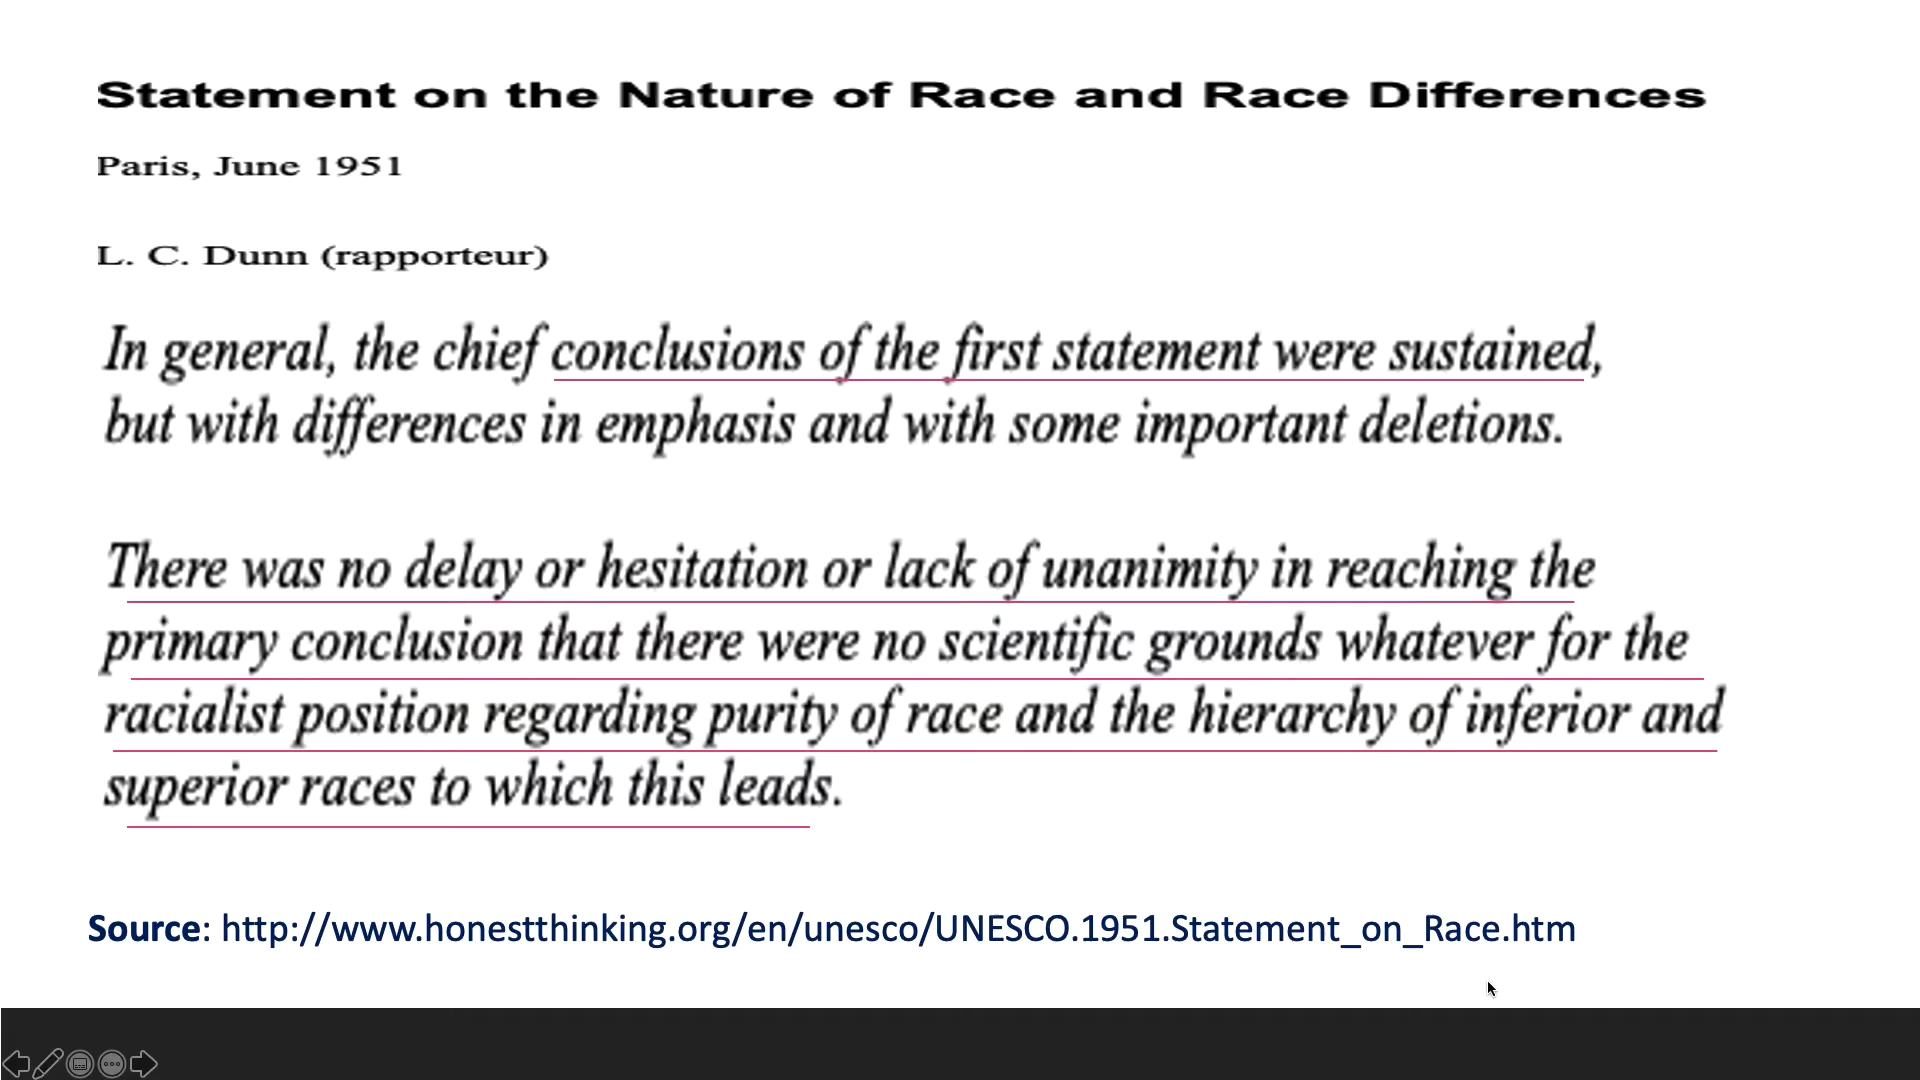 Statement on the Nature of Race and Race Differences
Paris, June 1951
L. C. Dunn (rapporteur)
In general, the chief conclusions of the first statement were sustained,
but with differences in emphasis and with some important deletions.
There was no delay or hesitation or lack of unanimity in reaching the
primary conclusion that there were no scientific grounds whatever for the
racialist position regarding purity of race and the hierarchy of inferior and
superior races to which this leads.
Source: http://www.honestthinking.org/en/unesco/UNESCO.1951.Statement_on_Race.htm